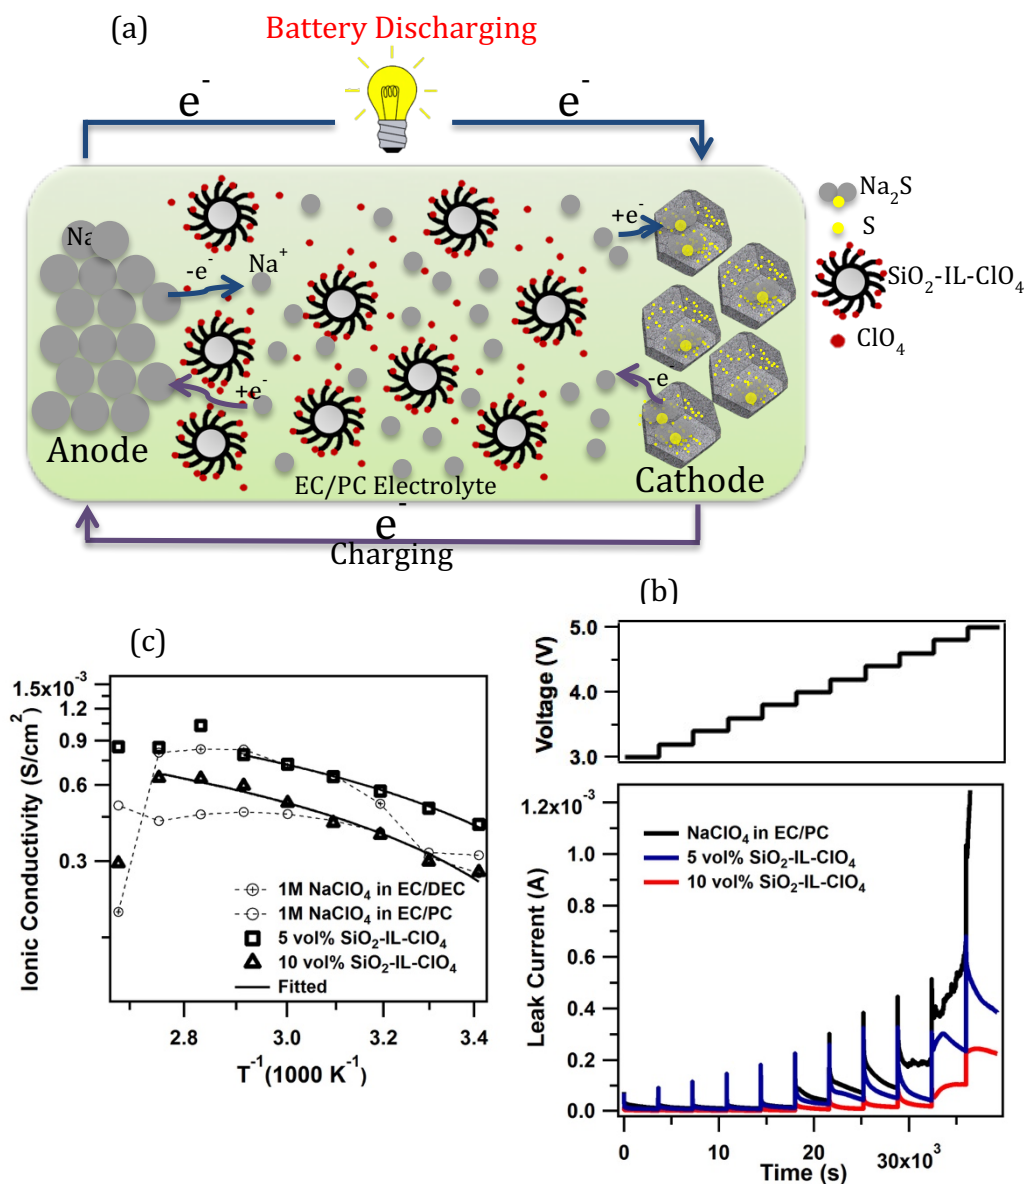 (a)
Battery Discharging
e⁻
e⁻
Na
-e⁻
Na⁺
+e⁻
+e⁻
-e
Anode
EC/PC Electrolyte
Cathode
e⁻
Charging
Na₂S
S
SiO₂-IL-ClO₄
ClO₄
(b)
Voltage (V)
5.0
4.0
3.0
(c)
Ionic Conductivity (S/cm²)
1.5x10⁻³
1.2
0.9
0.6
0.3
1M NaClO₄ in EC/DEC
1M NaClO₄ in EC/PC
5 vol% SiO₂-IL-ClO₄
10 vol% SiO₂-IL-ClO₄
Fitted
2.8
3.0
3.2
3.4
T⁻¹(1000 K⁻¹)
Leak Current (A)
1.2x10⁻³
1.0
0.8
0.6
0.4
0.2
0.0
NaClO₄ in EC/PC
5 vol% SiO₂-IL-ClO₄
10 vol% SiO₂-IL-ClO₄
0
10
20
30x10³
Time (s)